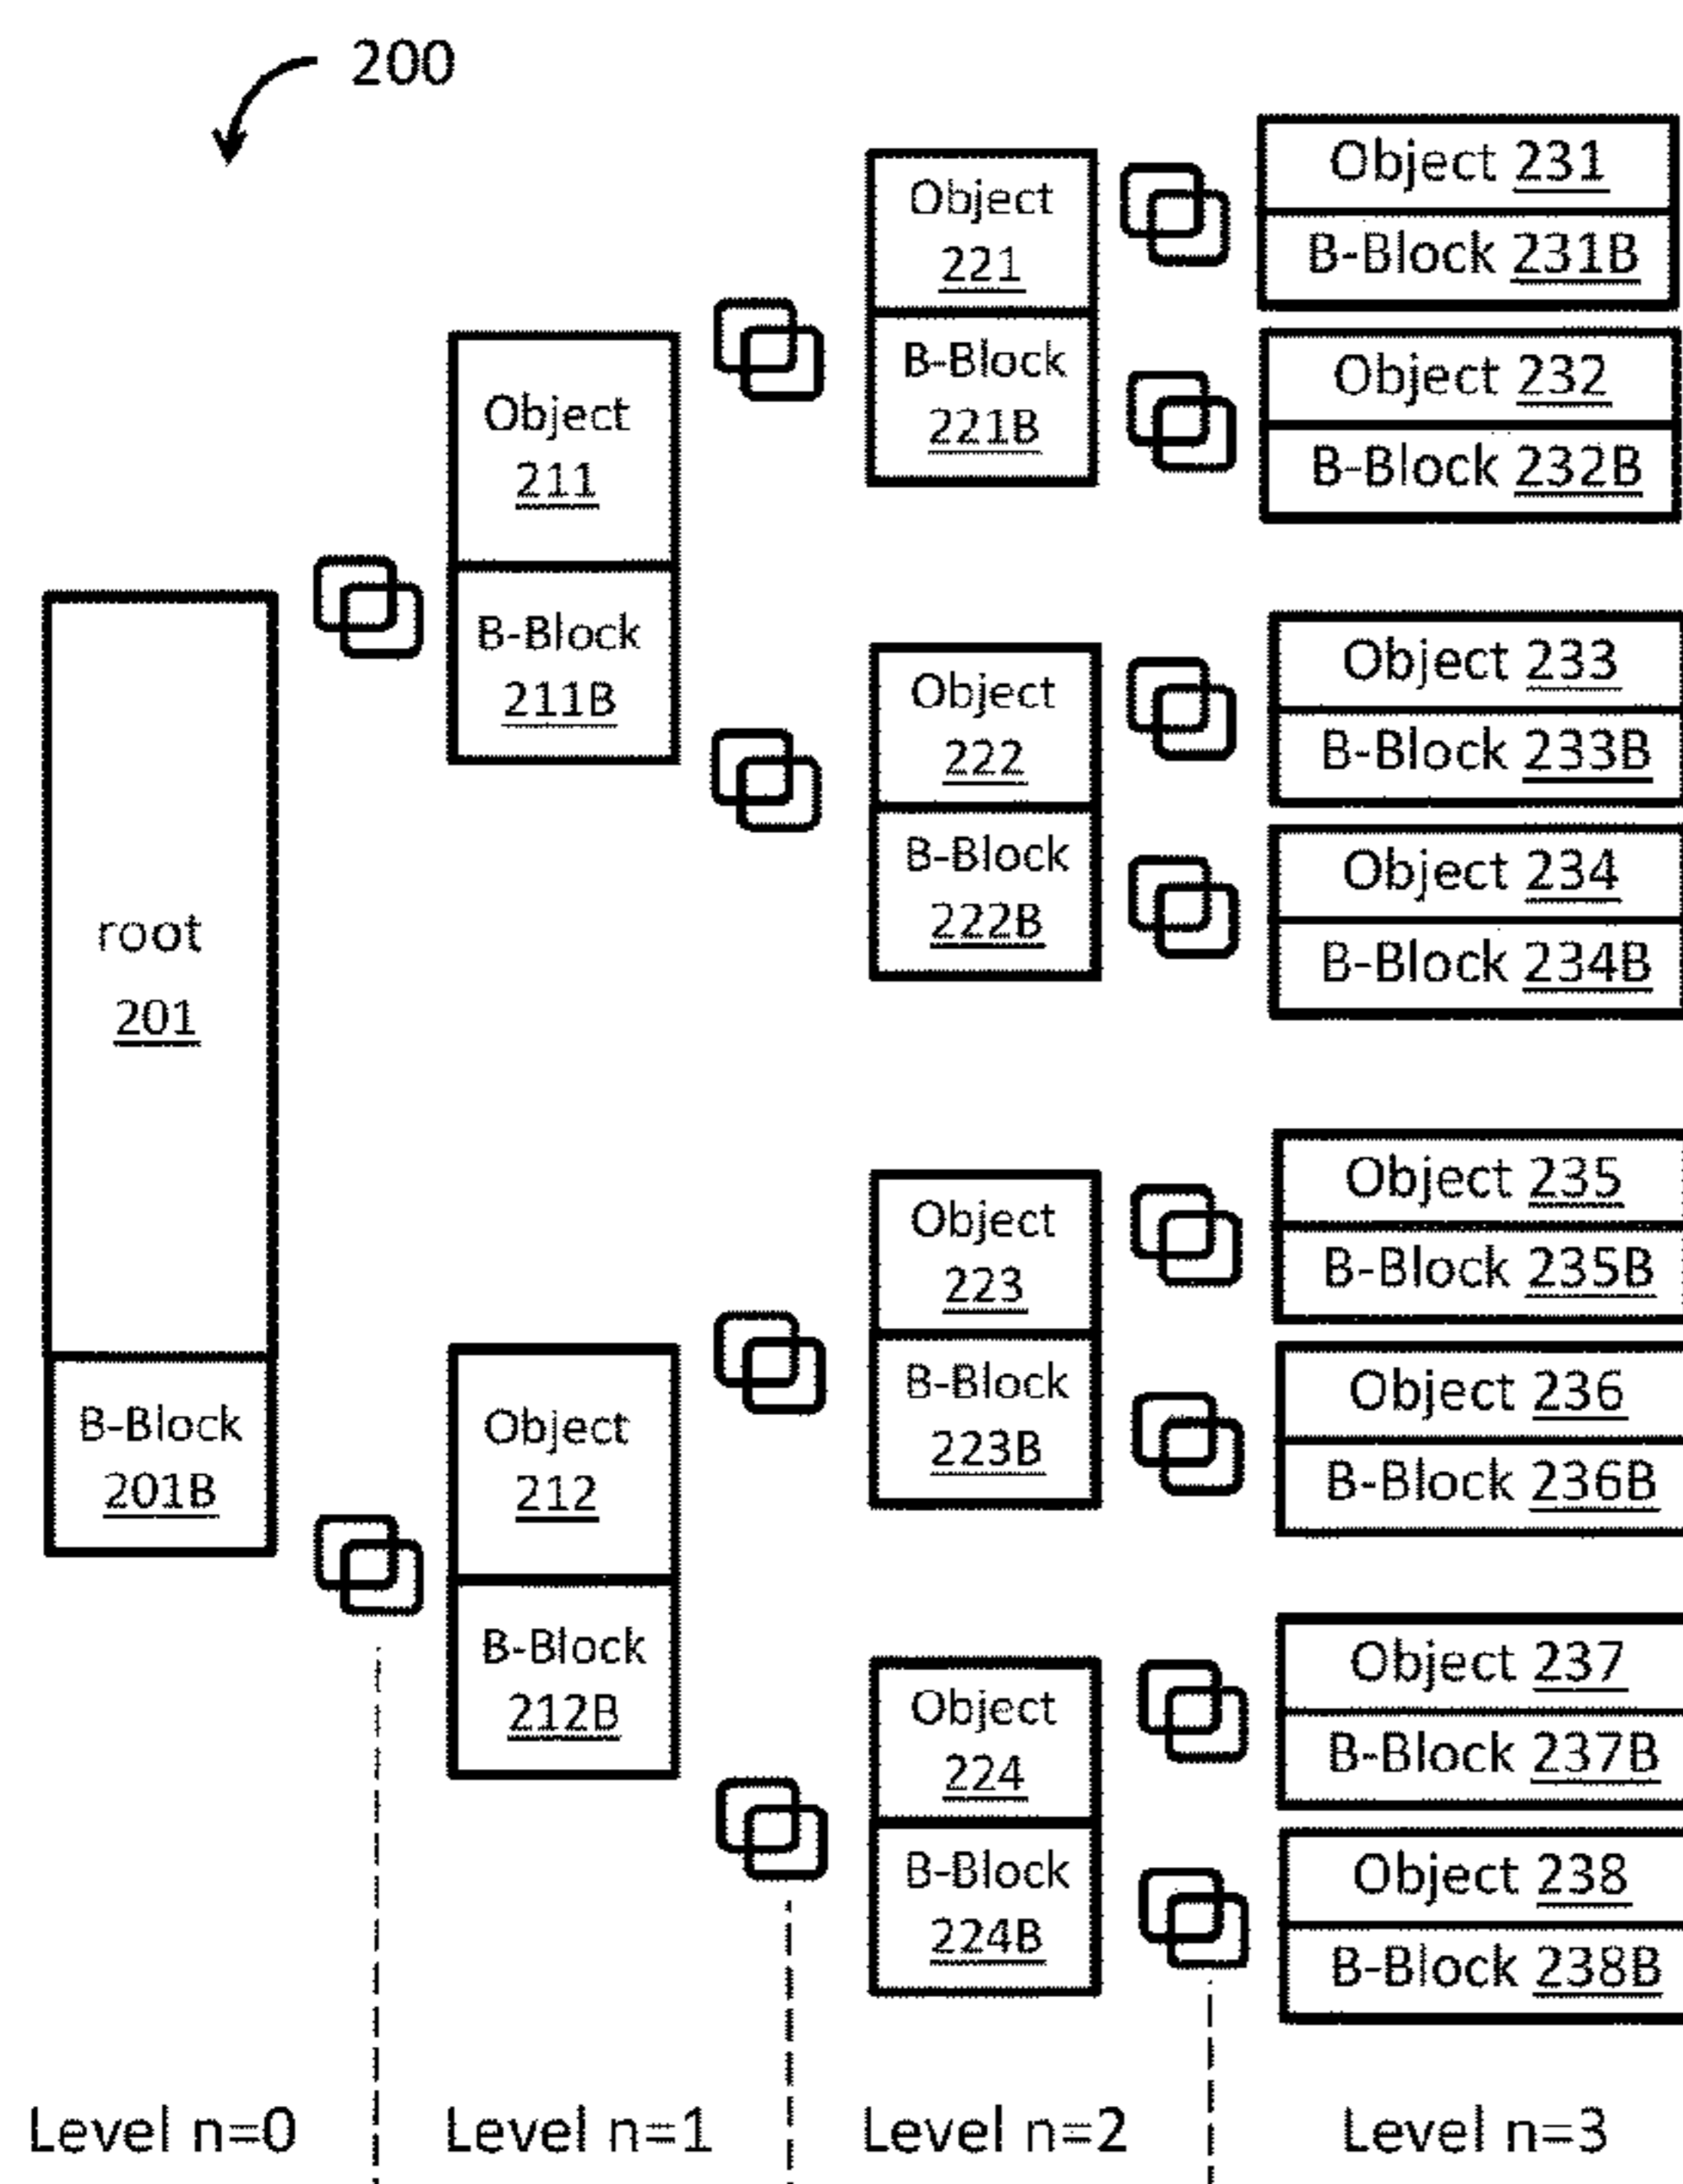 200
root
201
B-Block
201B
Object
211
B-Block
211B
Object
212
B-Block
212B
Object
221
B-Block
221B
Object
222
B-Block
222B
Object
223
B-Block
223B
Object
224
B-Block
224B
Object 231
B-Block 231B
Object 232
B-Block 232B
Object 233
B-Block 233B
Object 234
B-Block 234B
Object 235
B-Block 235B
Object 236
B-Block 236B
Object 237
B-Block 237B
Object 238
B-Block 238B
Level n=0
Level n=1
Level n=2
Level n=3